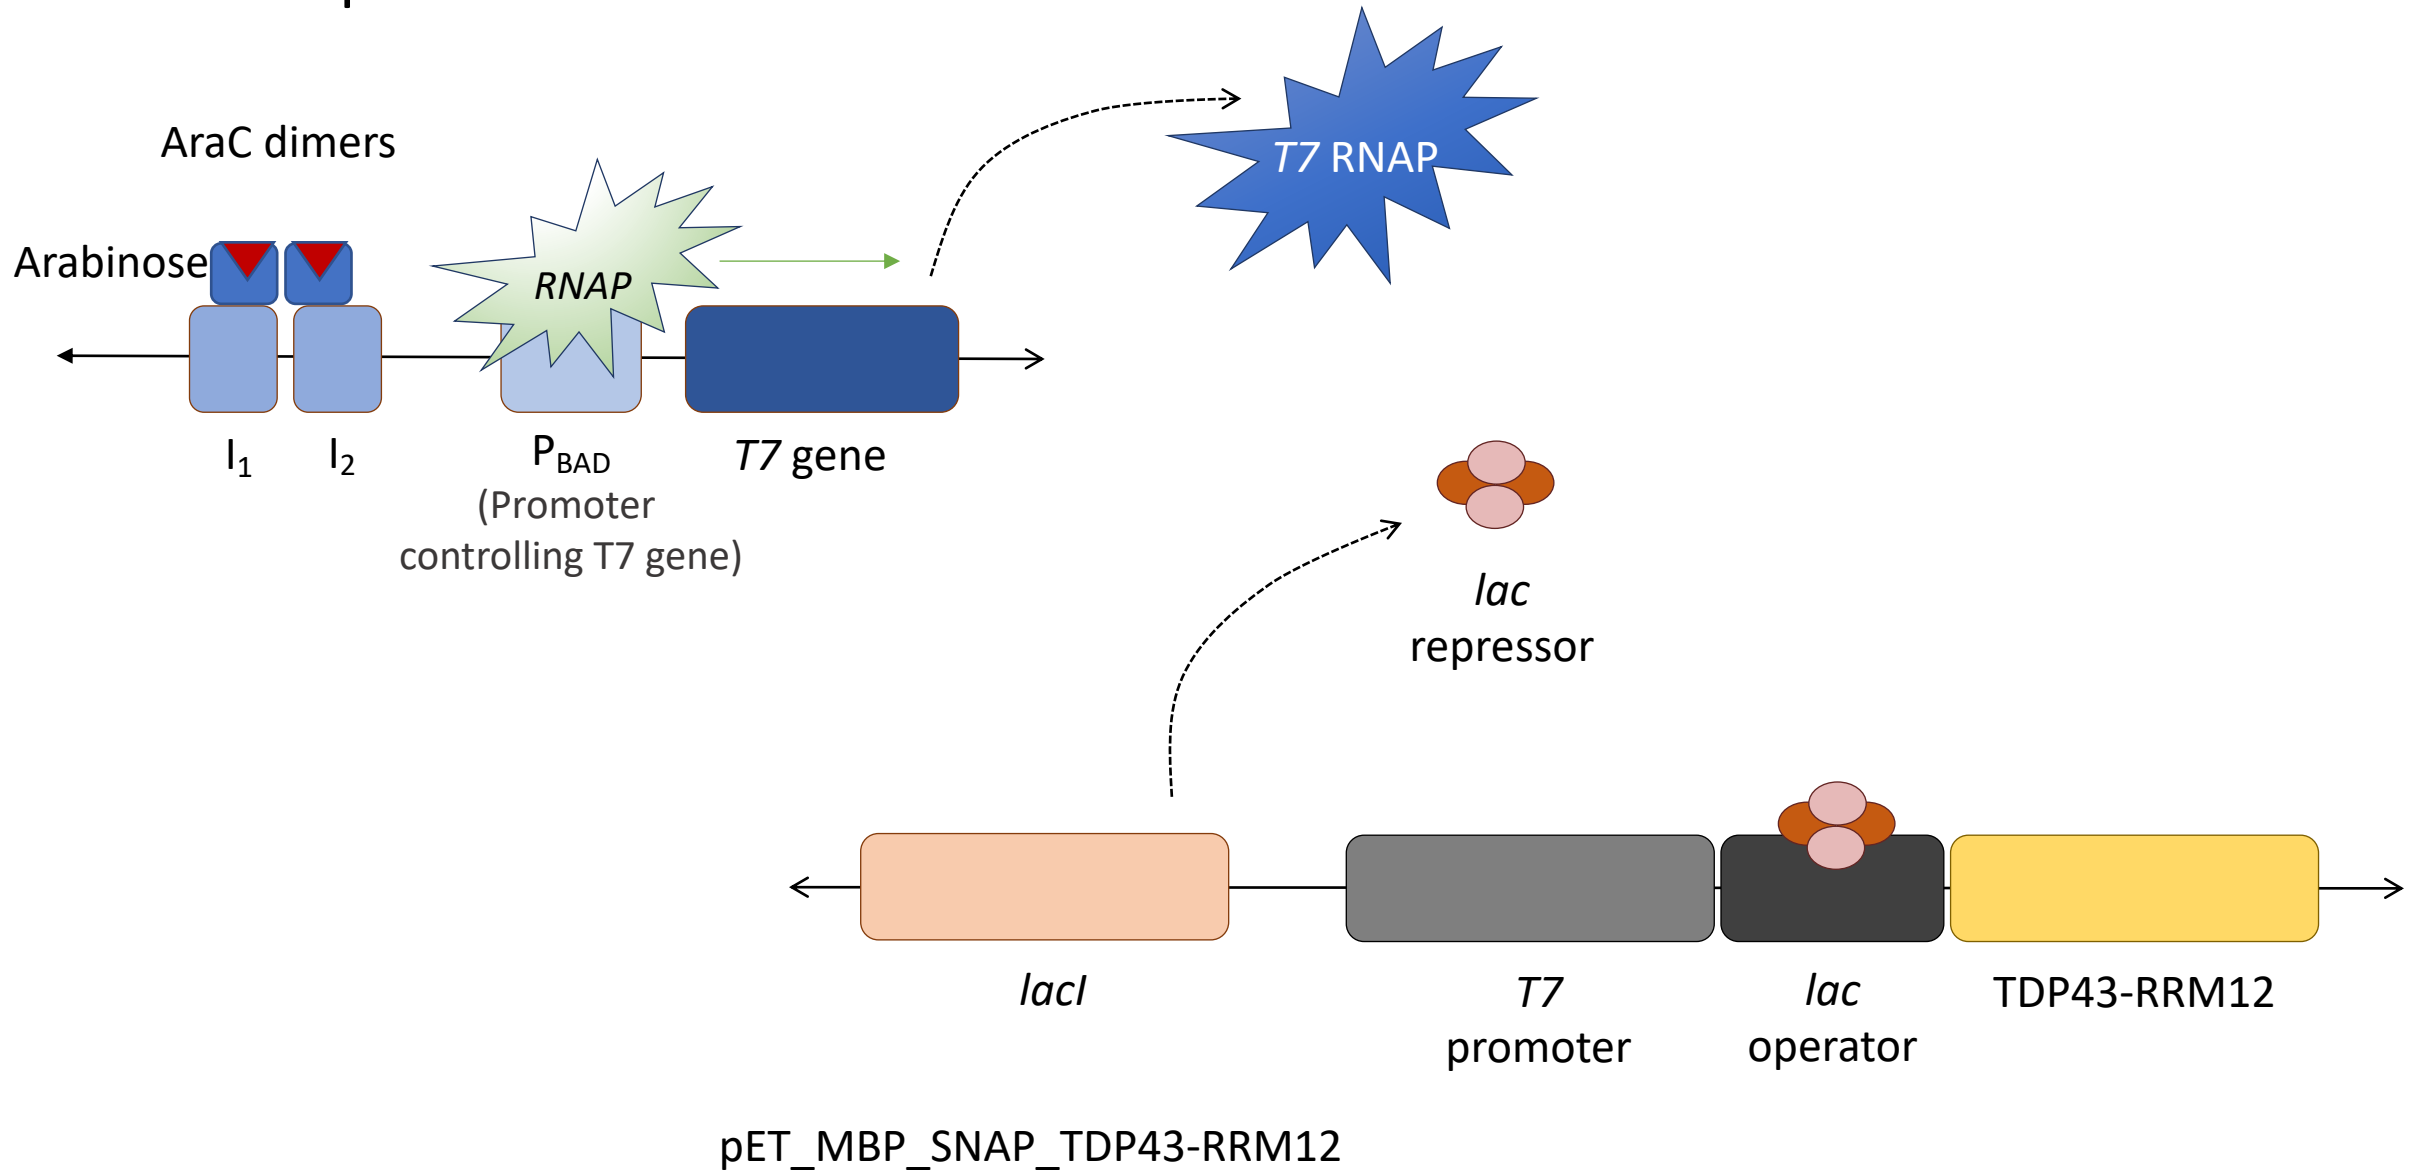 AraC dimers
T7 RNAP
Arabinose
RNAP
I1
I2
PBAD
(Promoter
controlling T7 gene)
T7 gene
lac
repressor
lacI
T7
promoter
lac
operator
TDP43-RRM12
pET_MBP_SNAP_TDP43-RRM12